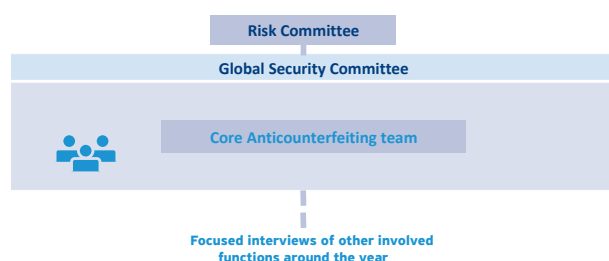 Risk Committee
Global Security Committee
Core Anticounterfeiting team
Focused interviews of other involved
functions around the year